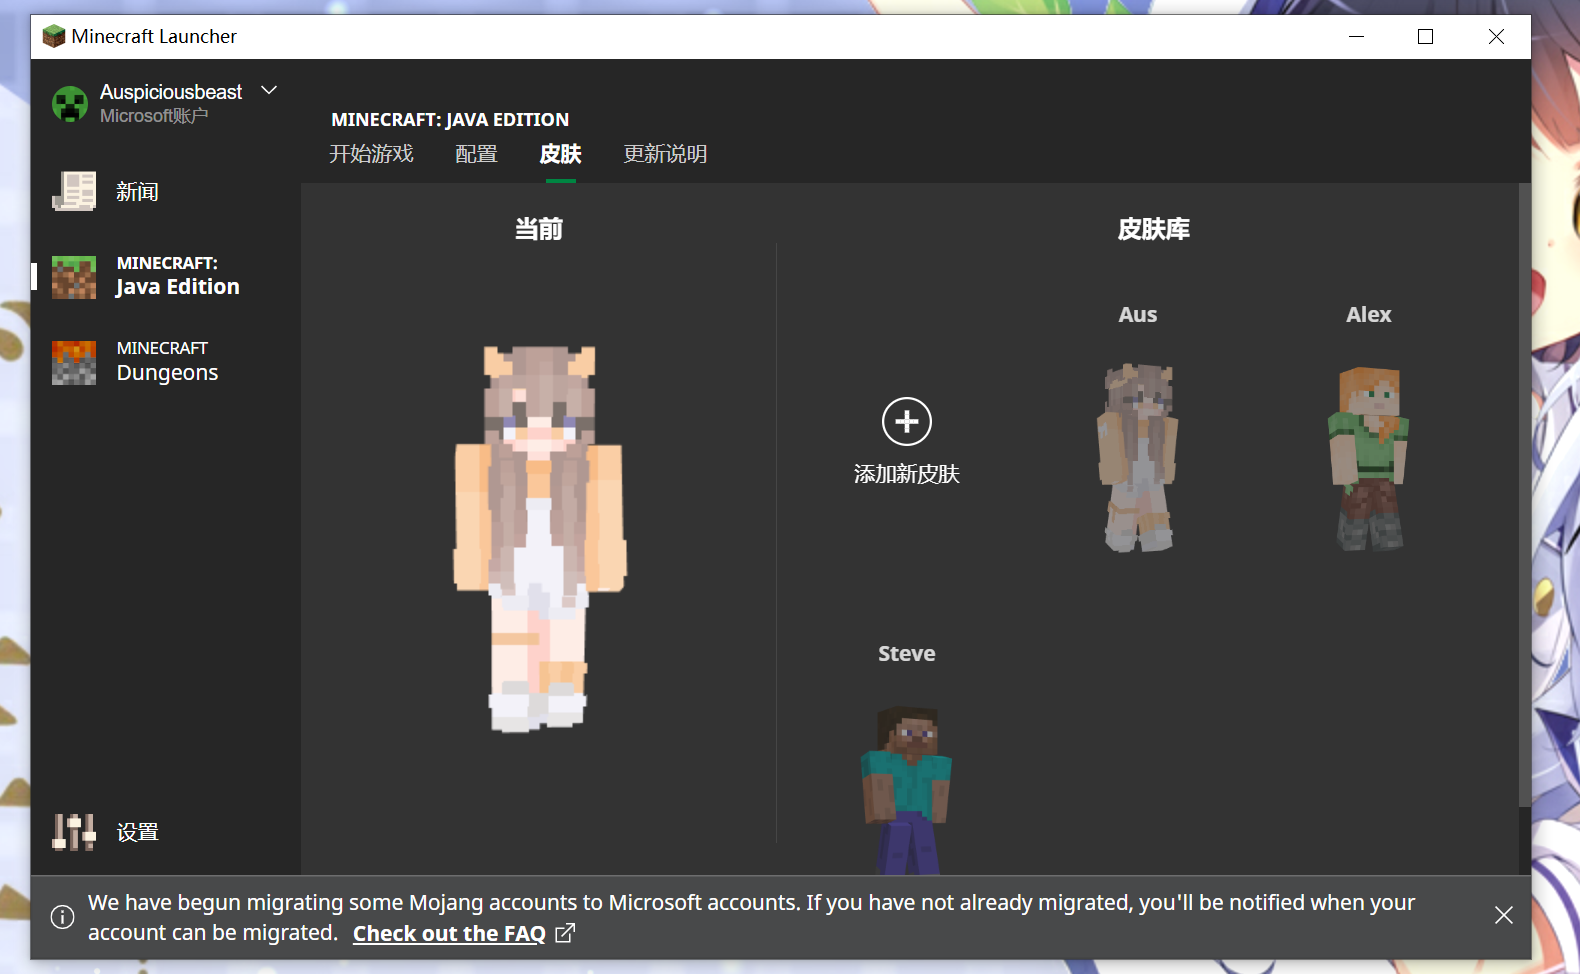 Minecraft Launcher
Auspiciousbeast
Microsoft账户
新闻
MINECRAFT:
Java Edition
MINECRAFT
Dungeons
设置
MINECRAFT: JAVA EDITION
开始游戏 配置 皮肤 更新说明
当前
皮肤库
添加新皮肤
Aus
Alex
Steve
We have begun migrating some Mojang accounts to Microsoft accounts. If you have not already migrated, you'll be notified when your
account can be migrated. Check out the FAQ